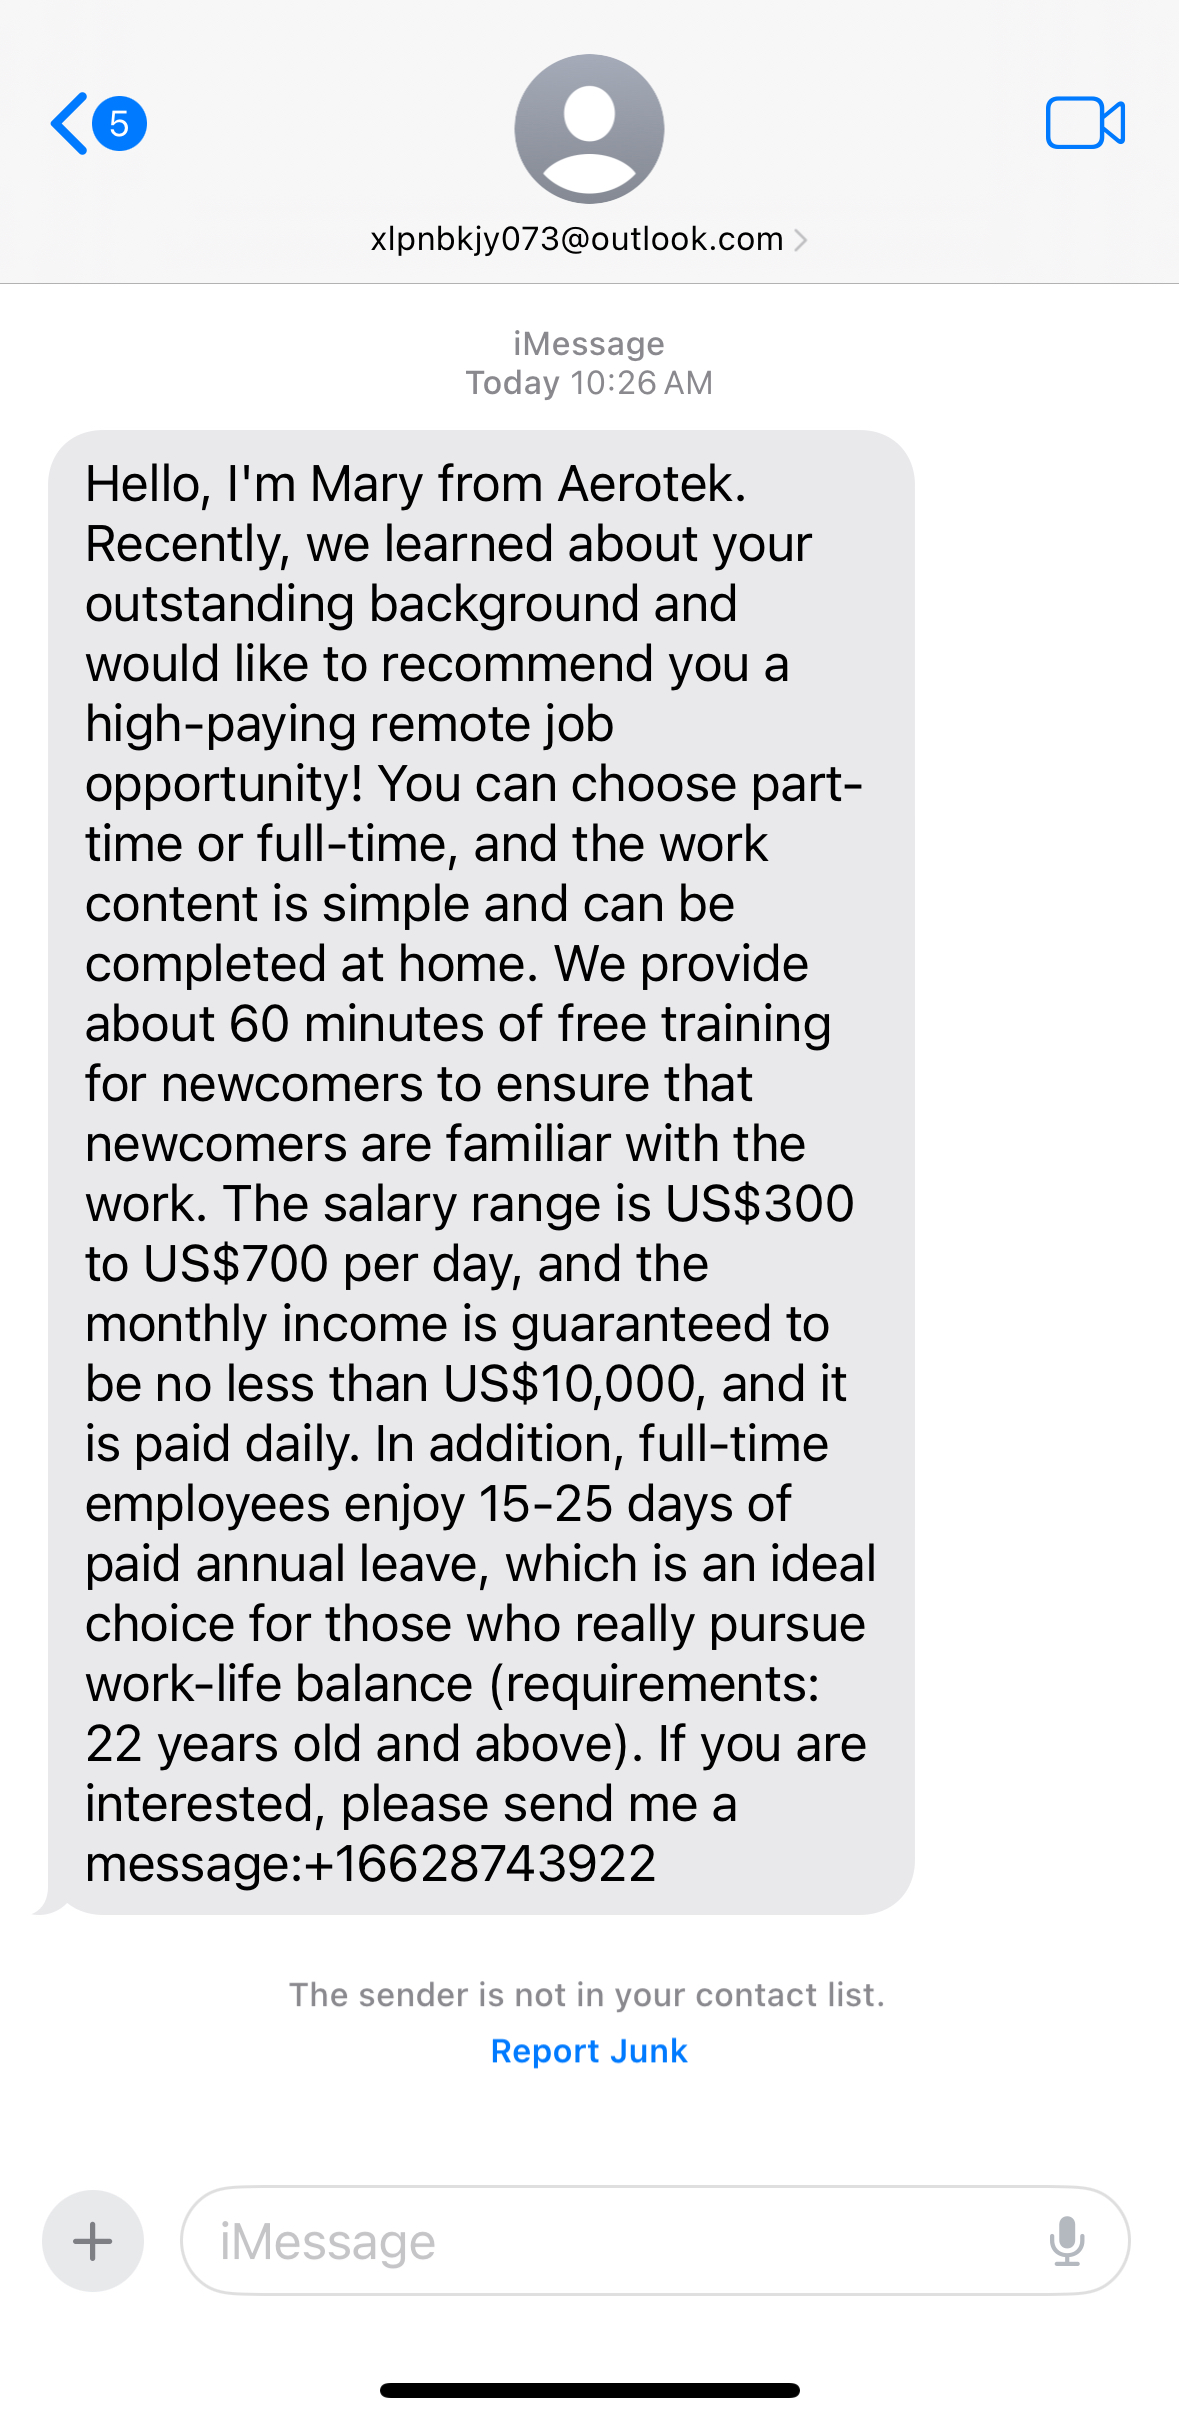 5
xlpnbkjy073@outlook.com
iMessage
Today 10:26 AM
Hello, I'm Mary from Aerotek.
Recently, we learned about your
outstanding background and
would like to recommend you a
high-paying remote job
opportunity! You can choose part-
time or full-time, and the work
content is simple and can be
completed at home. We provide
about 60 minutes of free training
for newcomers to ensure that
newcomers are familiar with the
work. The salary range is US$300
to US$700 per day, and the
monthly income is guaranteed to
be no less than US$10,000, and it
is paid daily. In addition, full-time
employees enjoy 15-25 days of
paid annual leave, which is an ideal
choice for those who really pursue
work-life balance (requirements:
22 years old and above). If you are
interested, please send me a
message:+16628743922
The sender is not in your contact list.
Report Junk
iMessage